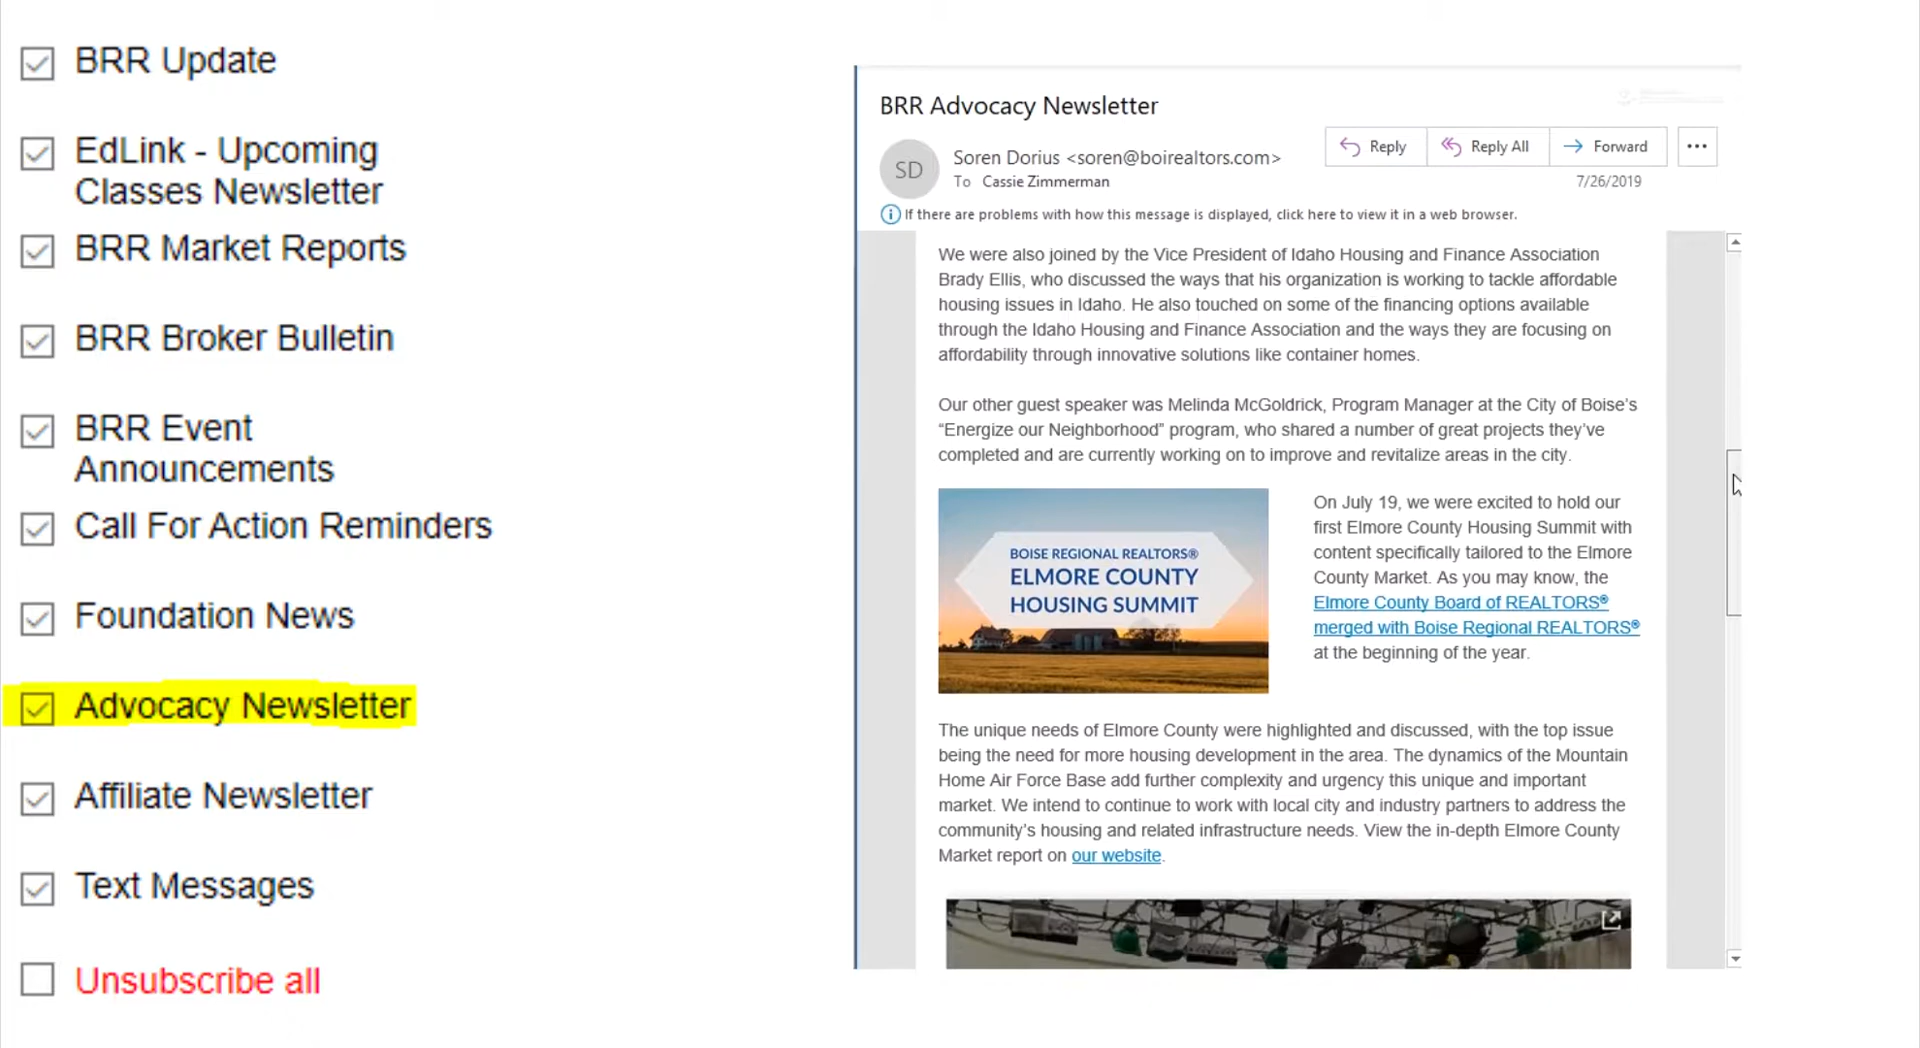 BRR Update
EdLink - Upcoming
Classes Newsletter
BRR Market Reports
BRR Broker Bulletin
BRR Event
Announcements
Call For Action Reminders
Foundation News
Advocacy Newsletter
Affiliate Newsletter
Text Messages
Unsubscribe all
BRR Advocacy Newsletter
SD
Soren Dorius <soren@boirealtors.com>
To Cassie Zimmerman
Reply
Reply All
Forward
7/26/2019
If there are problems with how this message is displayed, click here to view it in a web browser.
We were also joined by the Vice President of Idaho Housing and Finance Association
Brady Ellis, who discussed the ways that his organization is working to tackle affordable
housing issues in Idaho. He also touched on some of the financing options available
through the Idaho Housing and Finance Association and the ways they are focusing on
affordability through innovative solutions like container homes.
Our other guest speaker was Melinda McGoldrick, Program Manager at the City of Boise’s
“Energize our Neighborhood” program, who shared a number of great projects they’ve
completed and are currently working on to improve and revitalize areas in the city.
BOISE REGIONAL REALTORS®
ELMORE COUNTY
HOUSING SUMMIT
On July 19, we were excited to hold our
first Elmore County Housing Summit with
content specifically tailored to the Elmore
County Market. As you may know, the
Elmore County Board of REALTORS®
merged with Boise Regional REALTORS®
at the beginning of the year.
The unique needs of Elmore County were highlighted and discussed, with the top issue
being the need for more housing development in the area. The dynamics of the Mountain
Home Air Force Base add further complexity and urgency this unique and important
market. We intend to continue to work with local city and industry partners to address the
community’s housing and related infrastructure needs. View the in-depth Elmore County
Market report on our website.